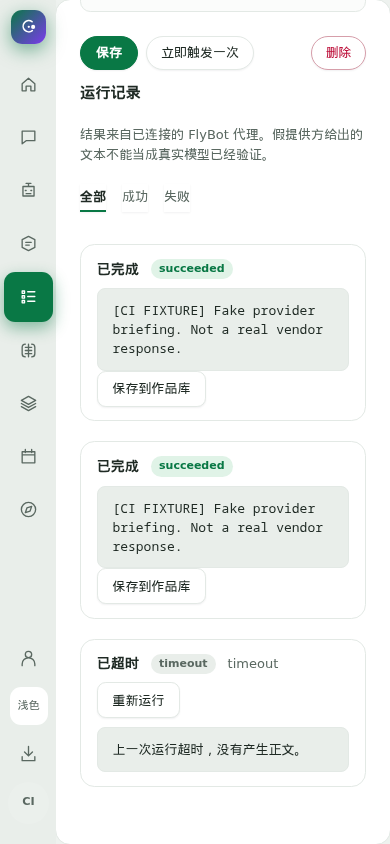 保存 立即触发一次 删除
运行记录
结果来自已连接的 FlyBot 代理。假提供方给出的
文本不能当成真实模型已经验证。
全部 成功 失败
已完成 succeeded
[CI FIXTURE] Fake provider
briefing. Not a real vendor
response.
保存到作品库
已完成 succeeded
[CI FIXTURE] Fake provider
briefing. Not a real vendor
response.
保存到作品库
已超时 timeout timeout
重新运行
上一次运行超时，没有产生正文。
浅色
CI